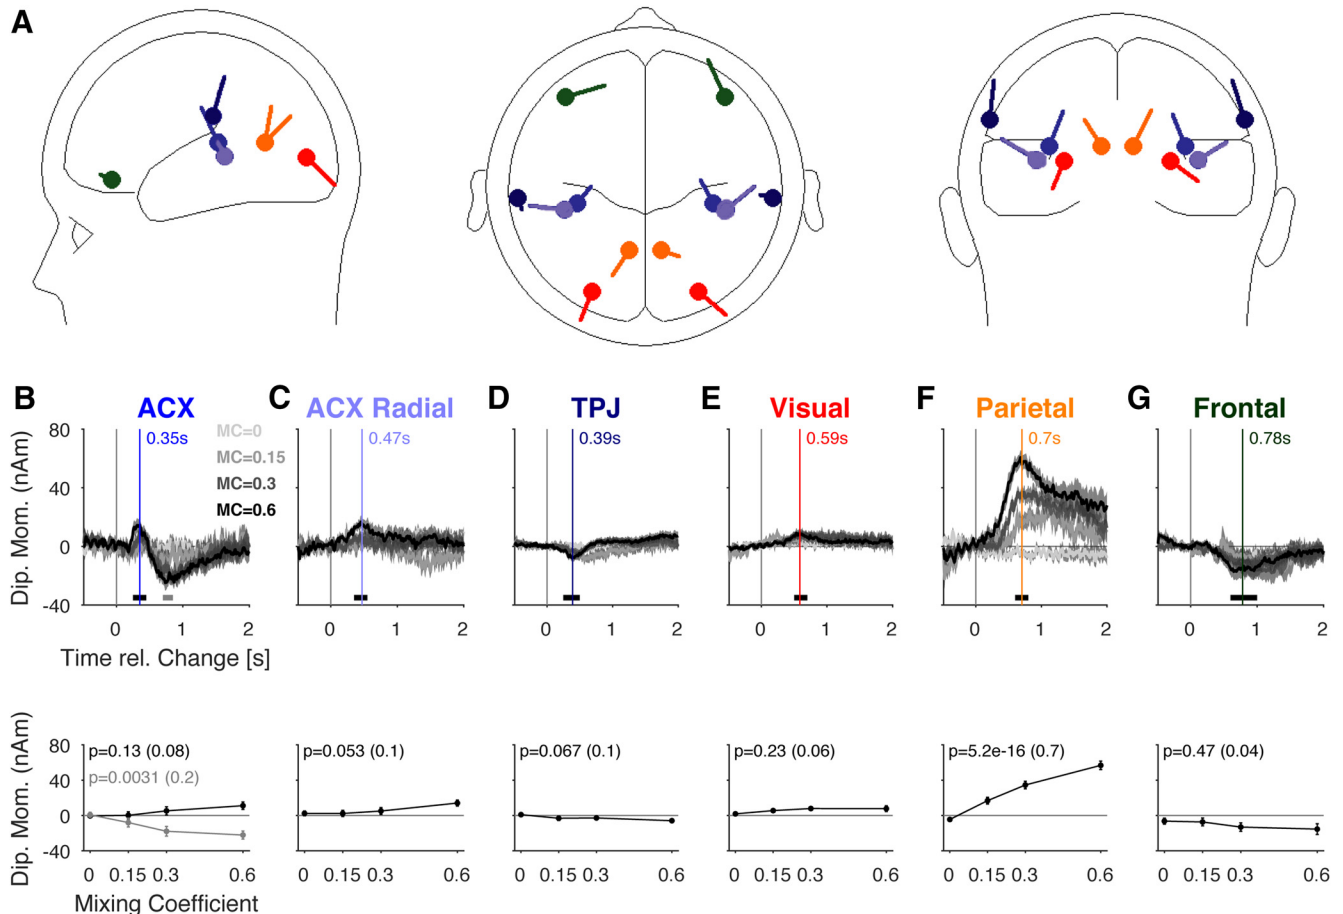 A
B ACX
C ACX Radial
D TPJ
E Visual
F Parietal
G Frontal
80
40
0
-40
Dip. Mom. (nAm)
0.35s
MC=0
MC=0.15
MC=0.3
MC=0.6
0.47s
0.39s
0.59s
0.7s
0.78s
0 1 2
0 1 2
0 1 2
0 1 2
0 1 2
0 1 2
Time rel. Change [s]
80
40
0
-40
Dip. Mom. (nAm)
p=0.13 (0.08)
p=0.0031 (0.2)
p=0.053 (0.1)
p=0.067 (0.1)
p=0.23 (0.06)
p=5.2e-16 (0.7)
p=0.47 (0.04)
0 0.15 0.3 0.6
0 0.15 0.3 0.6
0 0.15 0.3 0.6
0 0.15 0.3 0.6
0 0.15 0.3 0.6
0 0.15 0.3 0.6
Mixing Coefficient